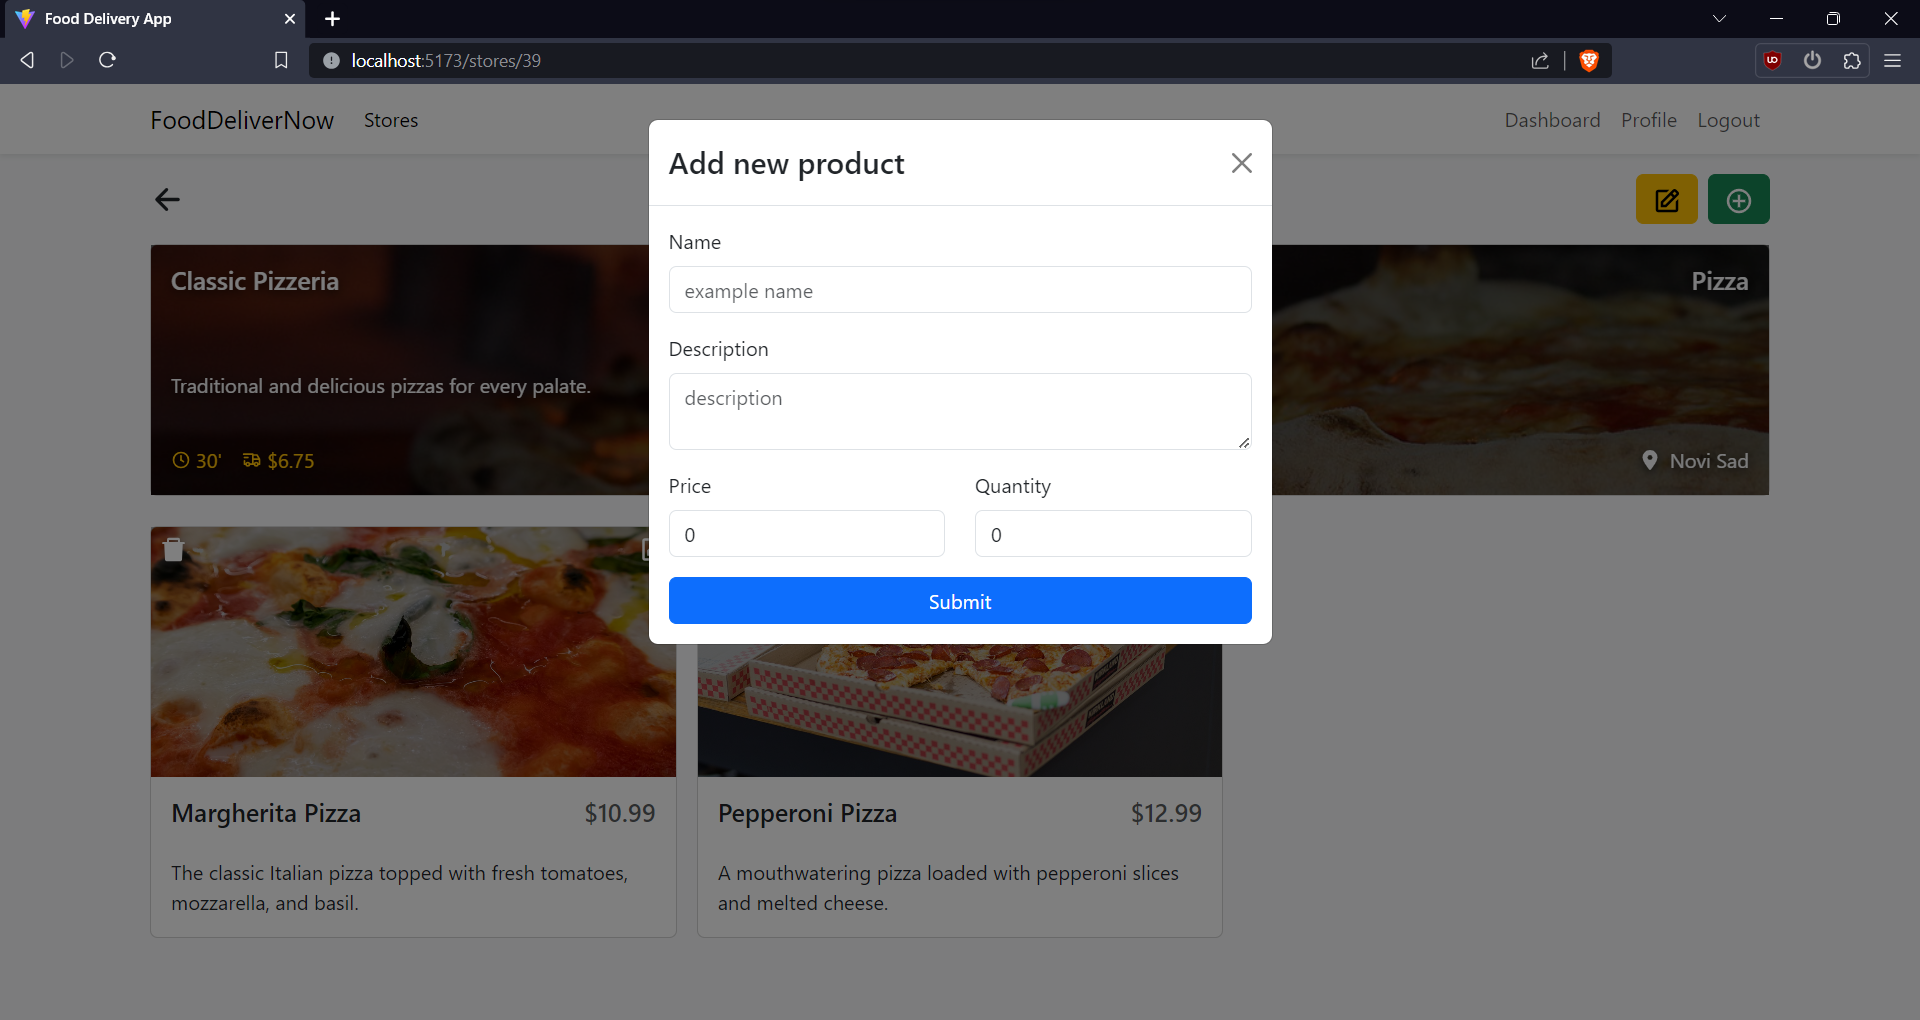 Food Delivery App
localhost:5173/stores/39
FoodDeliverNow
Stores
Dashboard
Profile
Logout
Add new product
Name
example name
Description
description
Price
Quantity
0
0
Submit
Classic Pizzeria
Pizza
Traditional and delicious pizzas for every palate.
30'
$6.75
Novi Sad
Margherita Pizza
$10.99
The classic Italian pizza topped with fresh tomatoes,
mozzarella, and basil.
Pepperoni Pizza
$12.99
A mouthwatering pizza loaded with pepperoni slices
and melted cheese.